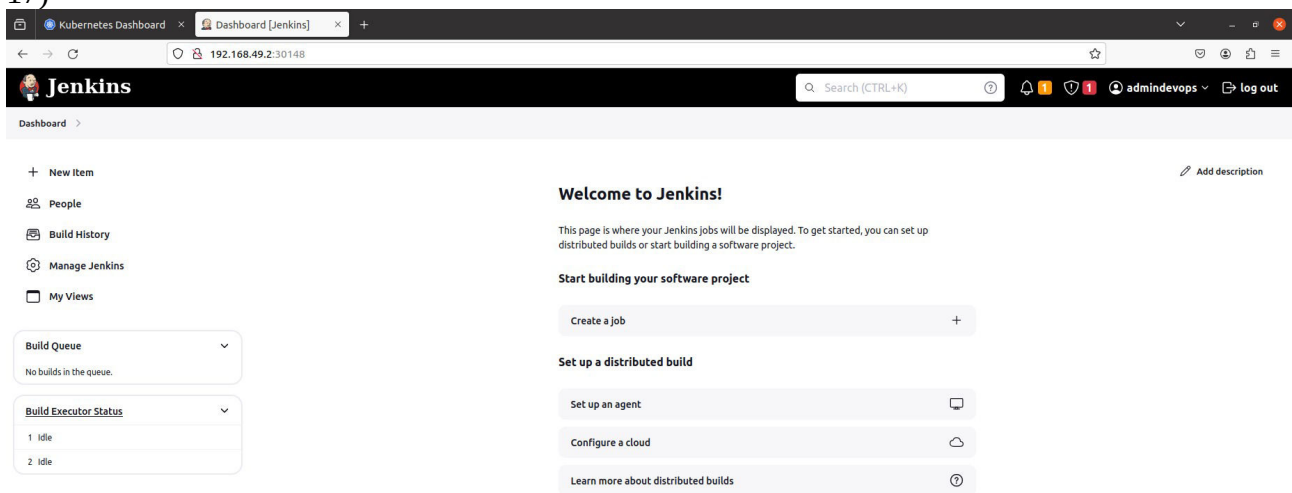 17)
Kubernetes Dashboard
Dashboard [Jenkins]
192.168.49.2:30148
Jenkins
Search (CTRL+K)
1
1
admindevops
log out
Dashboard
New Item
People
Build History
Manage Jenkins
My Views
Build Queue
No builds in the queue.
Build Executor Status
1 Idle
2 Idle
Add description
Welcome to Jenkins!
This page is where your Jenkins jobs will be displayed. To get started, you can set up
distributed builds or start building a software project.
Start building your software project
Create a job
Set up a distributed build
Set up an agent
Configure a cloud
Learn more about distributed builds